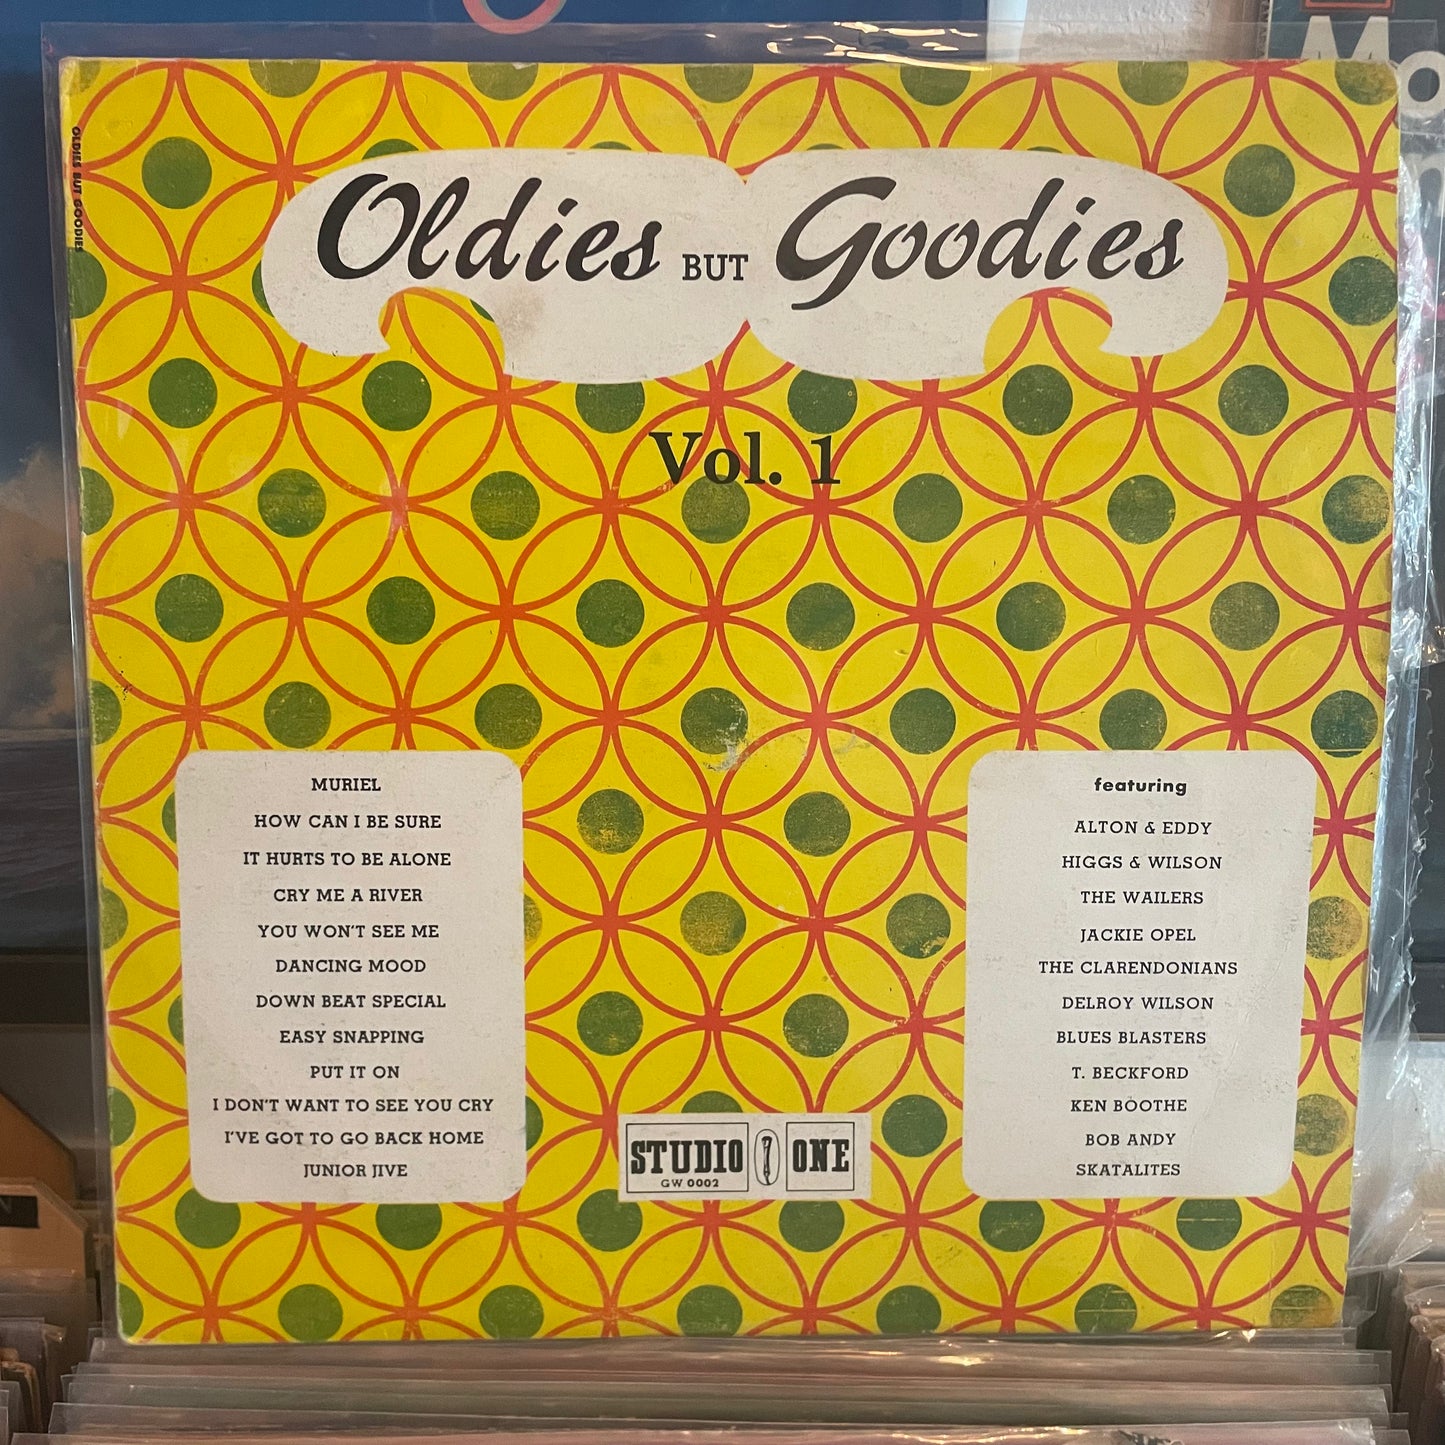 OLDIES BUT GOODIES
Oldies BUT Goodies
Vol. 1
MURIEL
HOW CAN I BE SURE
IT HURTS TO BE ALONE
CRY ME A RIVER
YOU WON'T SEE ME
DANCING MOOD
DOWN BEAT SPECIAL
EASY SNAPPING
PUT IT ON
I DON'T WANT TO SEE YOU CRY
I'VE GOT TO GO BACK HOME
JUNIOR JIVE
featuring
ALTON & EDDY
HIGGS & WILSON
THE WAILERS
JACKIE OPEL
THE CLARENDONIANS
DELROY WILSON
BLUES BLASTERS
T. BECKFORD
KEN BOOTHE
BOB ANDY
SKATALITES
STUDIO 1 ONE
GW 0002